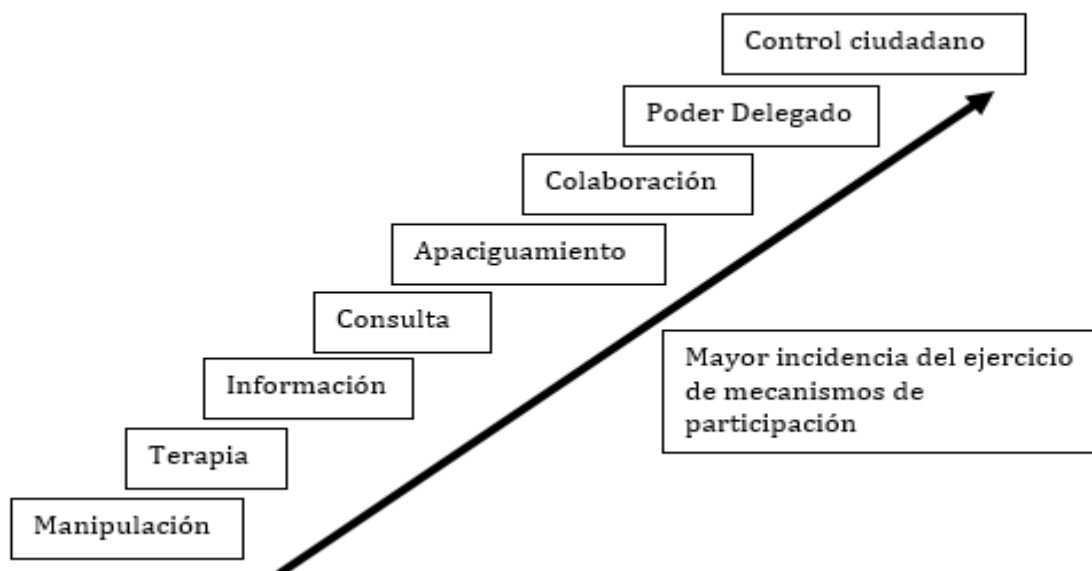 Control ciudadano
Poder Delegado
Colaboración
Apaciguamiento
Consulta
Mayor incidencia del ejercicio
de mecanismos de
participación
Información
Terapia
Manipulación